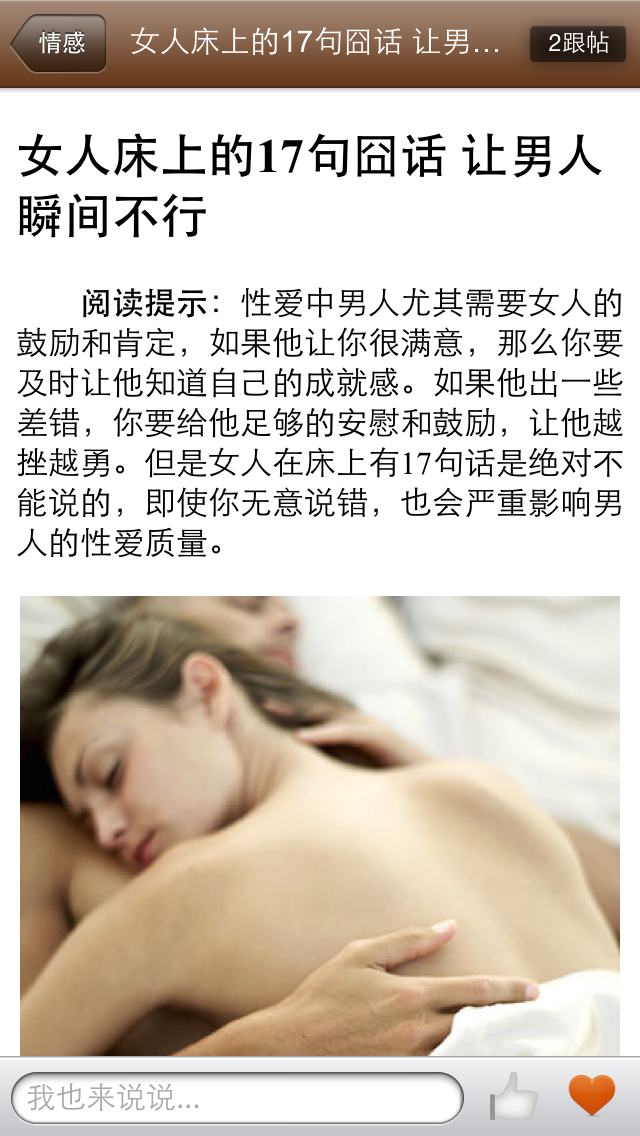 情感
女人床上的17句囧话 让男...
2跟帖
女人床上的17句囧话 让男人
瞬间不行
阅读提示：性爱中男人尤其需要女人的
鼓励和肯定，如果他让你很满意，那么你要
及时让他知道自己的成就感。如果他出一些
差错，你要给他足够的安慰和鼓励，让他越
挫越勇。但是女人在床上有17句话是绝对不
能说的，即使你无意说错，也会严重影响男
人的性爱质量。
我也来说说...